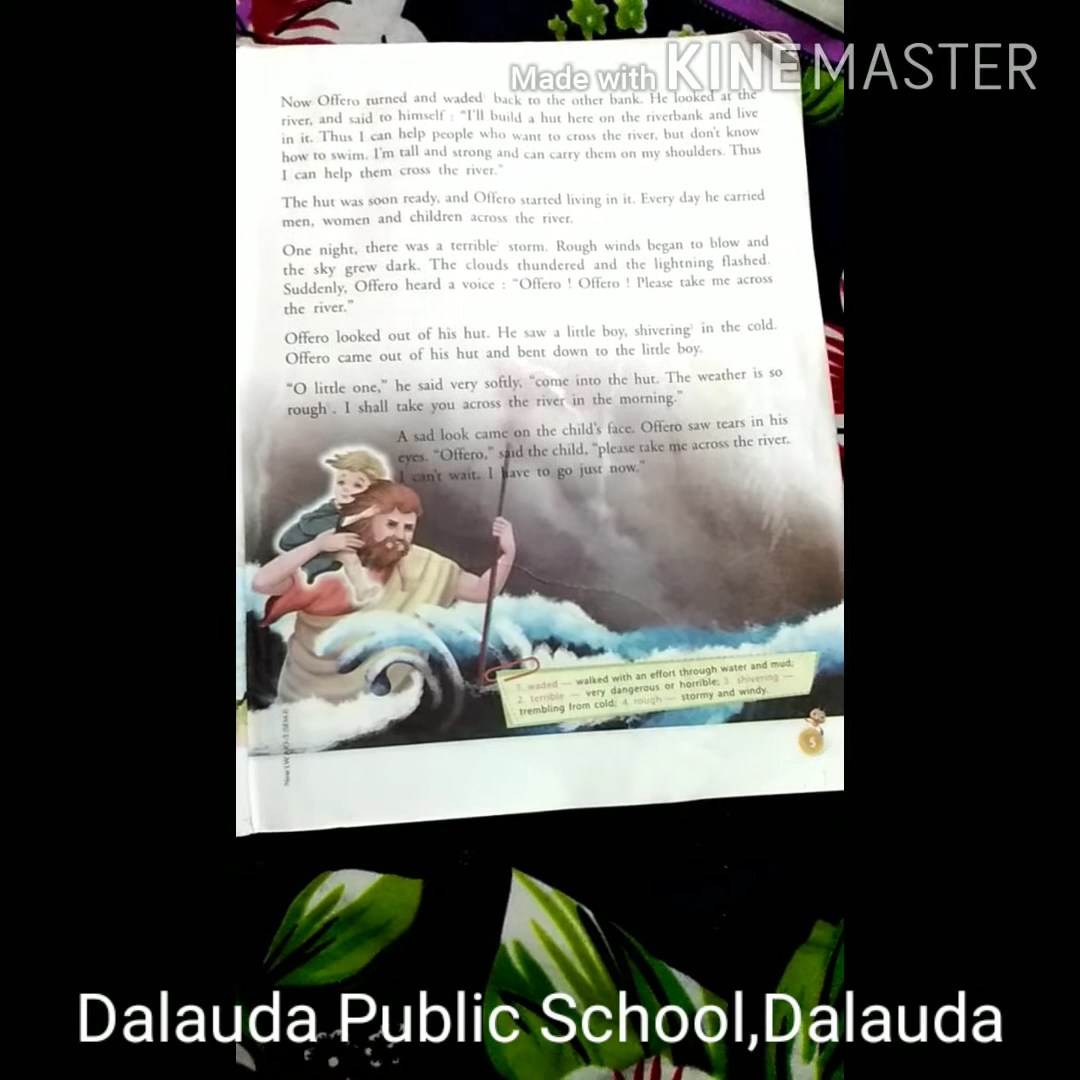 Made with KINEMASTER
Now Offero turned and waded¹ back to the other bank. He looked at the
river, and said to himself : "I'll build a hut here on the riverbank and live
in it. Thus I can help people who want to cross the river, but don't know
how to swim. I'm tall and strong and can carry them on my shoulders. Thus
I can help them cross the river."
The hut was soon ready, and Offero started living in it. Every day he carried
men, women and children across the river.
One night, there was a terrible² storm. Rough winds began to blow and
the sky grew dark. The clouds thundered and the lightning flashed.
Suddenly, Offero heard a voice : "Offero ! Offero ! Please take me across
the river."
Offero looked out of his hut. He saw a little boy, shivering³ in the cold.
Offero came out of his hut and bent down to the little boy.
"O little one," he said very softly, "come into the hut. The weather is so
rough⁴. I shall take you across the river in the morning."
A sad look came on the child's face. Offero saw tears in his
eyes. "Offero," said the child, "please take me across the river.
I can't wait. I have to go just now."
1. waded — walked with an effort through water and mud;
2. terrible — very dangerous or horrible; 3. shivering —
trembling from cold; 4. rough — stormy and windy.
5
Dalauda Public School,Dalauda